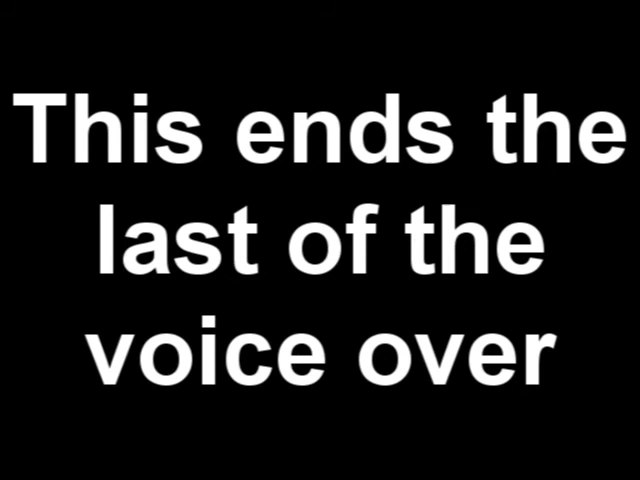 This ends the
last of the
voice over